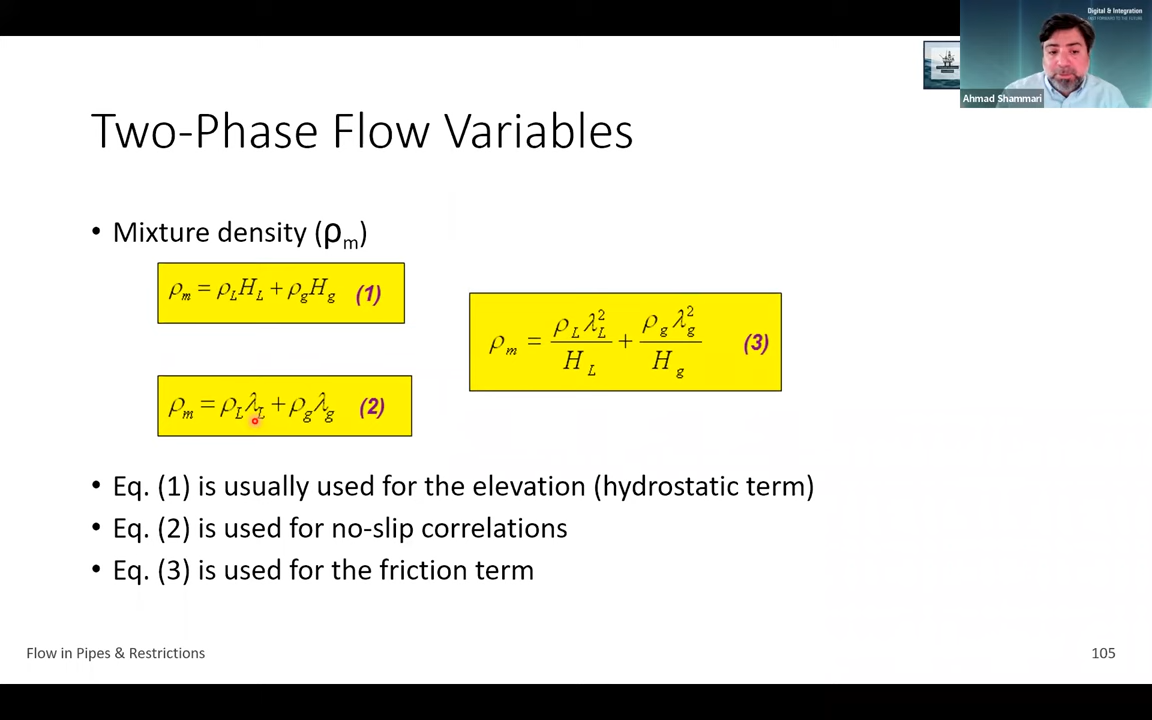 Digital & Integration
Ahmad Shammari
Two-Phase Flow Variables
• Mixture density (ρm)
ρm = ρLHL + ρgHg (1)
ρm = ρLλL²/HL + ρgλg²/Hg (3)
ρm = ρLλL + ρgλg (2)
• Eq. (1) is usually used for the elevation (hydrostatic term)
• Eq. (2) is used for no-slip correlations
• Eq. (3) is used for the friction term
Flow in Pipes & Restrictions
105